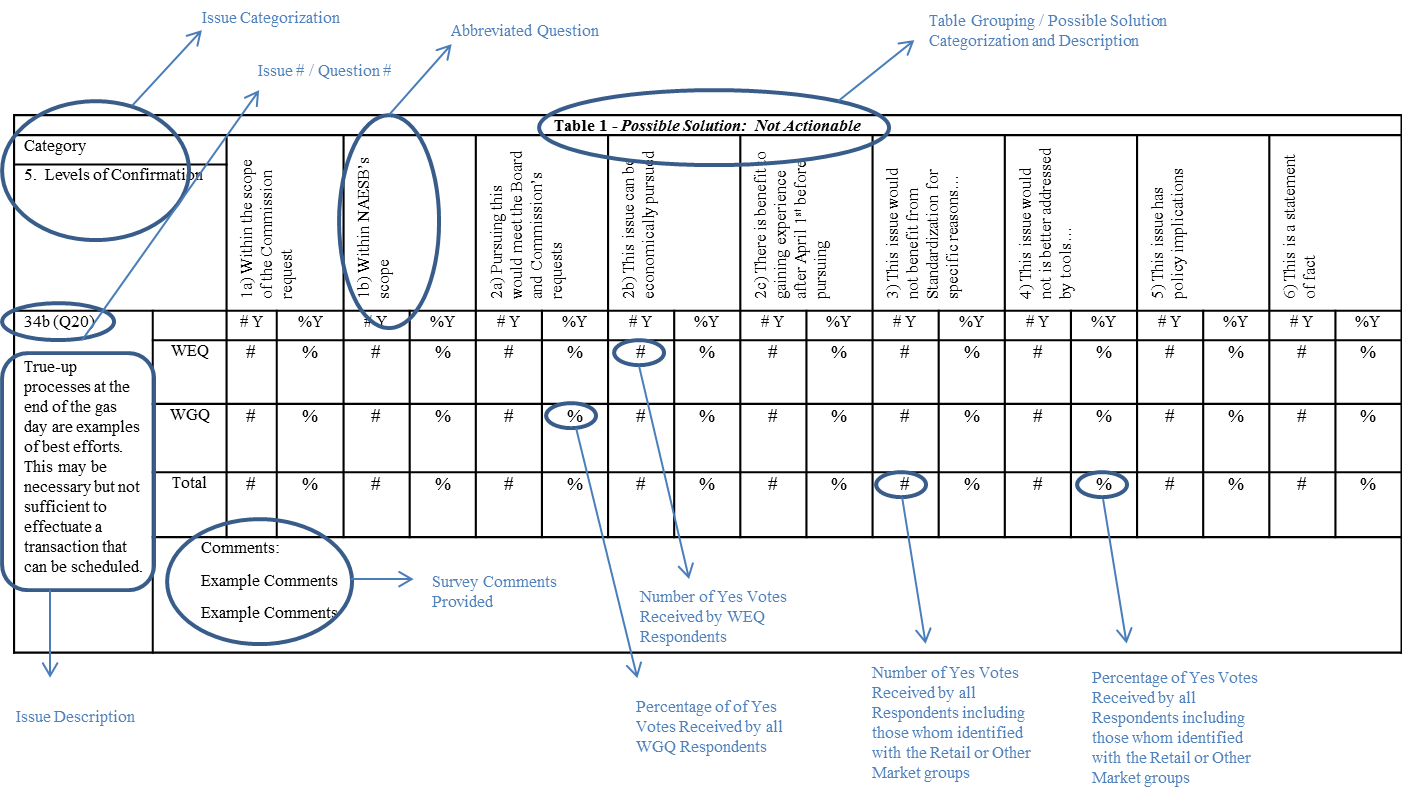 Issue Categorization
Abbreviated Question
Table Grouping / Possible Solution
Categorization and Description
Issue # / Question #
Table 1 - Possible Solution:  Not Actionable
Category
5.  Levels of Confirmation
1a) Within the scope
of the Commission
request
1b) Within NAESB's
scope
2a) Pursuing this
would meet the Board
and Commission's
requests
2b) This issue can be
economically pursued
2c) There is benefit to
gaining experience
after April 1st before
pursuing
3) This issue would
not benefit from
Standardization for
specific reasons…
4) This issue would
not is better addressed
by tools…
5) This issue has
policy implications
6) This is a statement
of fact
34b (Q20) # Y %Y # Y %Y # Y %Y # Y %Y # Y %Y # Y %Y # Y %Y # Y %Y # Y %Y
WEQ # % # % # % # % # % # % # % # % # %
WGQ # % # % # % # % # % # % # % # % # %
Total # % # % # % # % # % # % # % # % # %
True-up
processes at the
end of the gas
day are examples
of best efforts.
This may be
necessary but not
sufficient to
effectuate a
transaction that
can be scheduled.
Comments:
Example Comments
Example Comments
Survey Comments
Provided
Number of Yes Votes
Received by WEQ
Respondents
Issue Description
Percentage of of Yes
Votes Received by all
WGQ Respondents
Number of Yes Votes
Received by all
Respondents including
those whom identified
with the Retail or Other
Market groups
Percentage of Yes Votes
Received by all
Respondents including
those whom identified
with the Retail or Other
Market groups